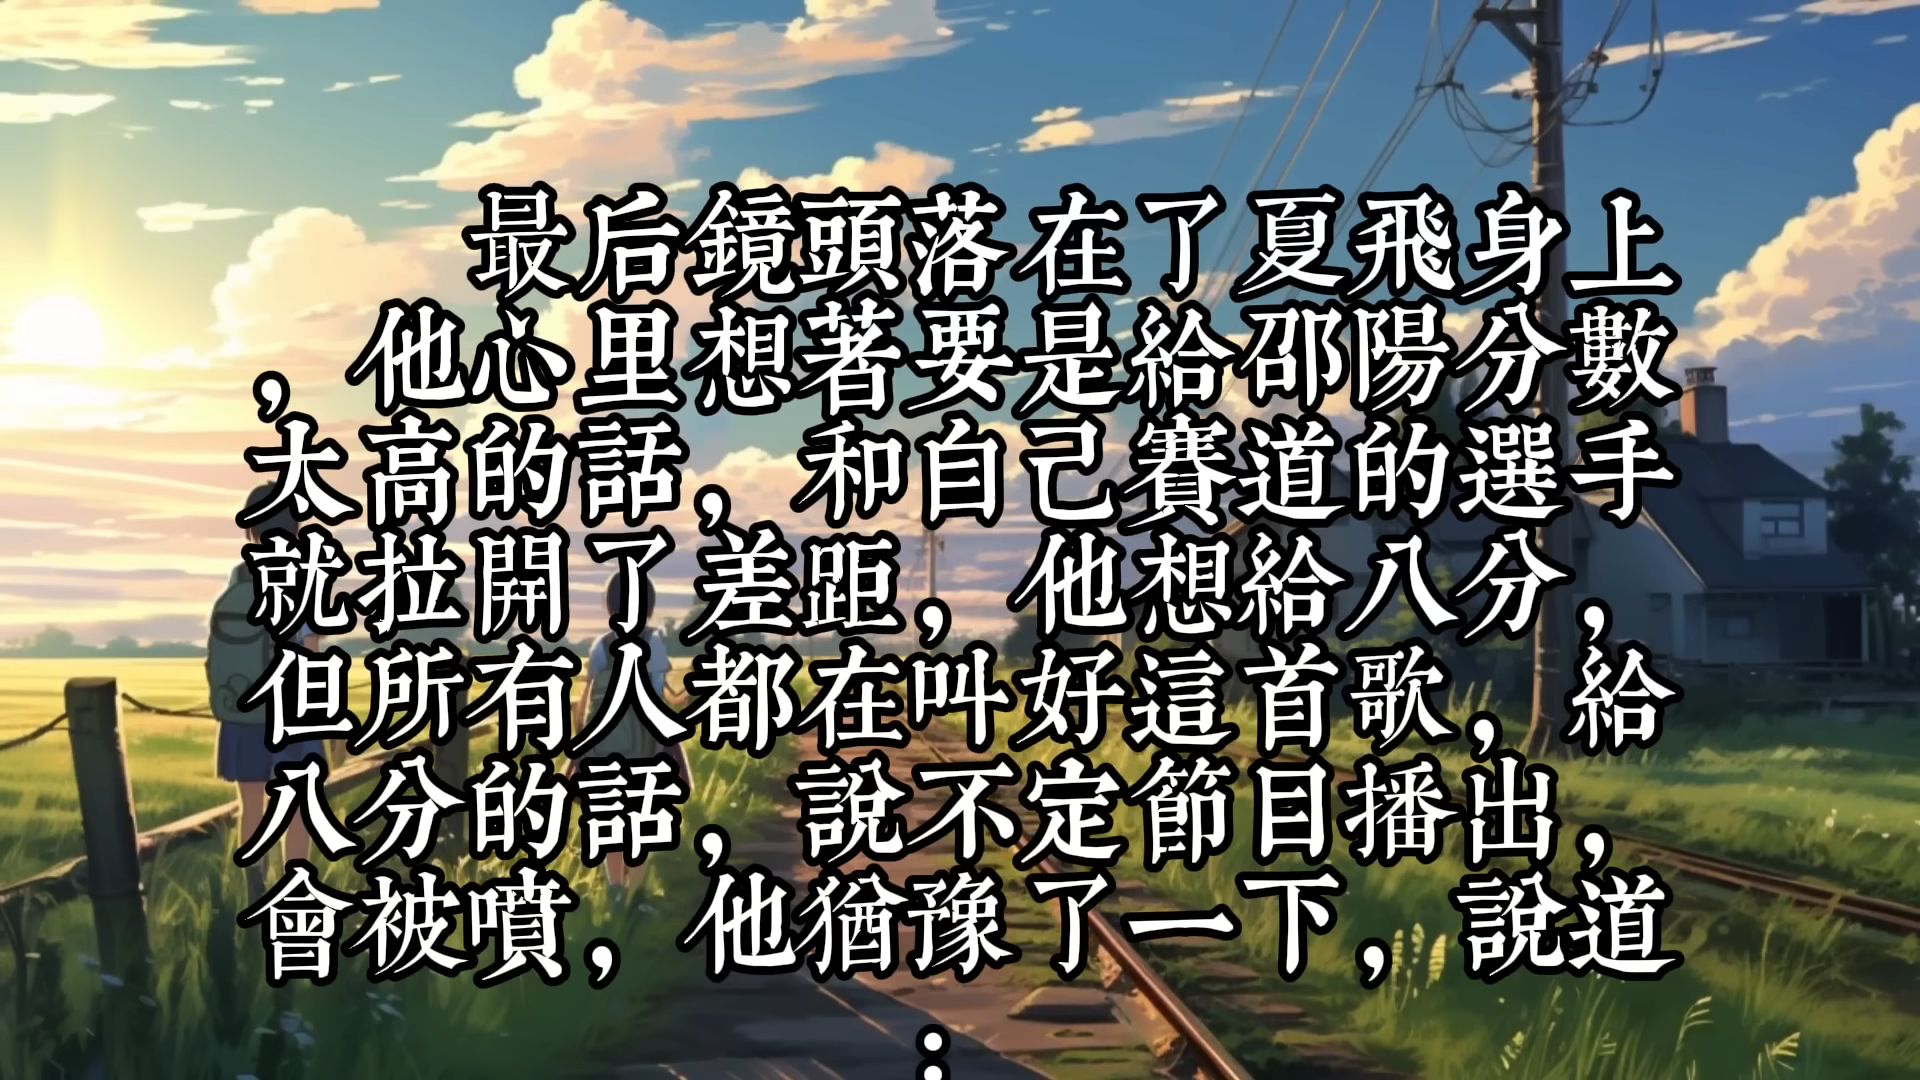 最后鏡頭落在了夏飛身上
，他心里想著要是給邵陽分數
太高的話，和自己賽道的選手
就拉開了差距，他想給八分，
但所有人都在叫好這首歌，給
八分的話，說不定節目播出，
會被噴，他猶豫了一下，說道
：